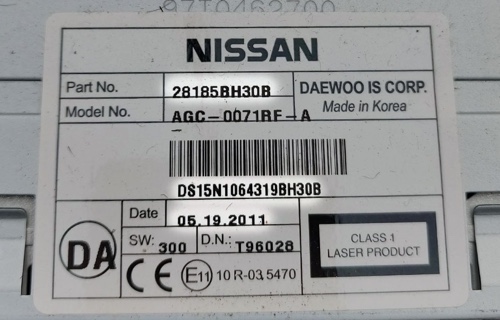 97T0462700
NISSAN
Part No. 28185BH30B DAEWOO IS CORP.
Model No. AGC-0071RF-A Made in Korea
DS15N1064319BH30B
Date 05.19.2011
SW: 300 D.N.: T96028
DA
CE E11 10 R-03.5470
CLASS 1
LASER PRODUCT